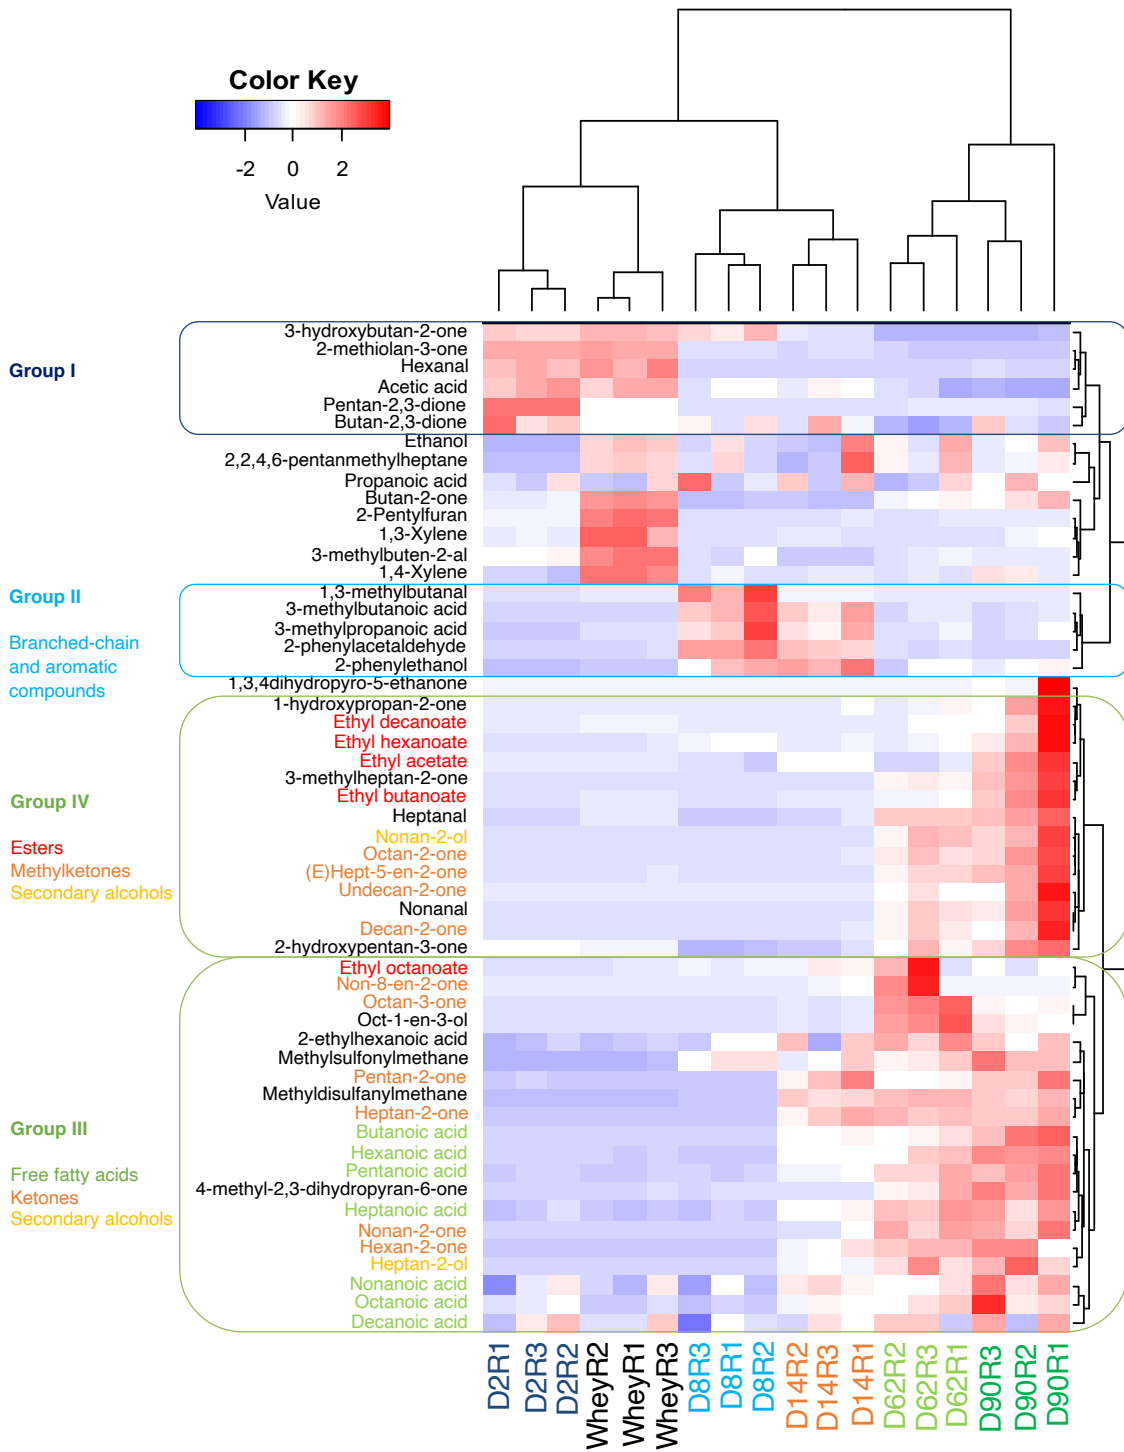 Color Key
-2 0 2
Value
Group I
3-hydroxybutan-2-one
2-methiolan-3-one
Hexanal
Acetic acid
Pentan-2,3-dione
Butan-2,3-dione
Ethanol
2,2,4,6-pentanmethylheptane
Propanoic acid
Butan-2-one
2-Pentylfuran
1,3-Xylene
3-methylbuten-2-al
1,4-Xylene
Group II
Branched-chain
and aromatic
compounds
1,3-methylbutanal
3-methylbutanoic acid
3-methylpropanoic acid
2-phenylacetaldehyde
2-phenylethanol
1,3,4dihydropyro-5-ethanone
Group IV
Esters
Methylketones
Secondary alcohols
1-hydroxypropan-2-one
Ethyl decanoate
Ethyl hexanoate
Ethyl acetate
3-methylheptan-2-one
Ethyl butanoate
Heptanal
Nonan-2-ol
Octan-2-one
(E)Hept-5-en-2-one
Undecan-2-one
Nonanal
Decan-2-one
2-hydroxypentan-3-one
Group III
Free fatty acids
Ketones
Secondary alcohols
Ethyl octanoate
Non-8-en-2-one
Octan-3-one
Oct-1-en-3-ol
2-ethylhexanoic acid
Methylsulfonylmethane
Pentan-2-one
Methyldisulfanylmethane
Heptan-2-one
Butanoic acid
Hexanoic acid
Pentanoic acid
4-methyl-2,3-dihydropyran-6-one
Heptanoic acid
Nonan-2-one
Hexan-2-one
Heptan-2-ol
Nonanoic acid
Octanoic acid
Decanoic acid
D2R1
D2R3
D2R2
WheyR2
WheyR1
WheyR3
D8R3
D8R1
D8R2
D14R2
D14R3
D14R1
D62R2
D62R3
D62R1
D90R3
D90R2
D90R1